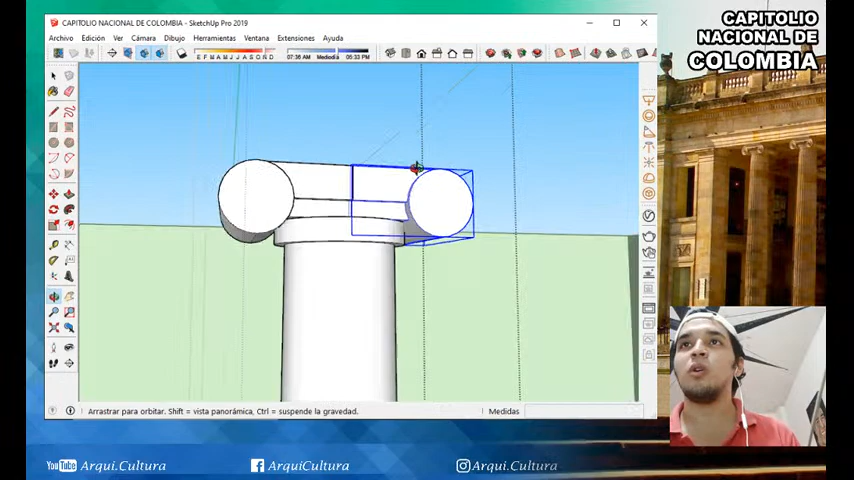 CAPITOLIO NACIONAL DE COLOMBIA - SketchUp Pro 2019
Archivo Edición Ver Cámara Dibujo Herramientas Ventana Extensiones Ayuda
E F M A M J J A S O N D 07:36 AM Mediodía 06:33 PM
CAPITOLIO
NACIONAL DE
COLOMBIA
Arrastrar para orbitar. Shift = vista panorámica, Ctrl = suspende la gravedad. Medidas
YouTube Arqui.Cultura ArquiCultura Arqui.Cultura